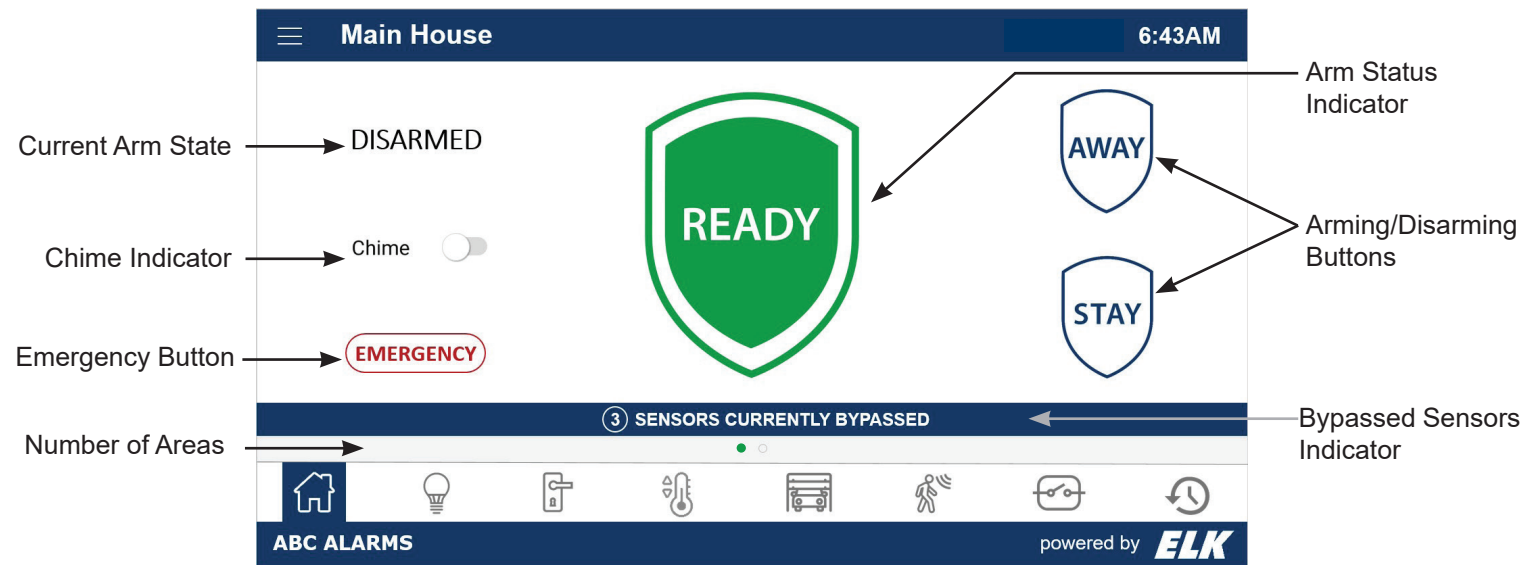 Main House
6:43AM
Arm Status
Indicator
Current Arm State
DISARMED
READY
AWAY
Chime Indicator
Chime
Arming/Disarming
Buttons
STAY
Emergency Button
EMERGENCY
3 SENSORS CURRENTLY BYPASSED
Bypassed Sensors
Indicator
Number of Areas
ABC ALARMS
powered by ELK